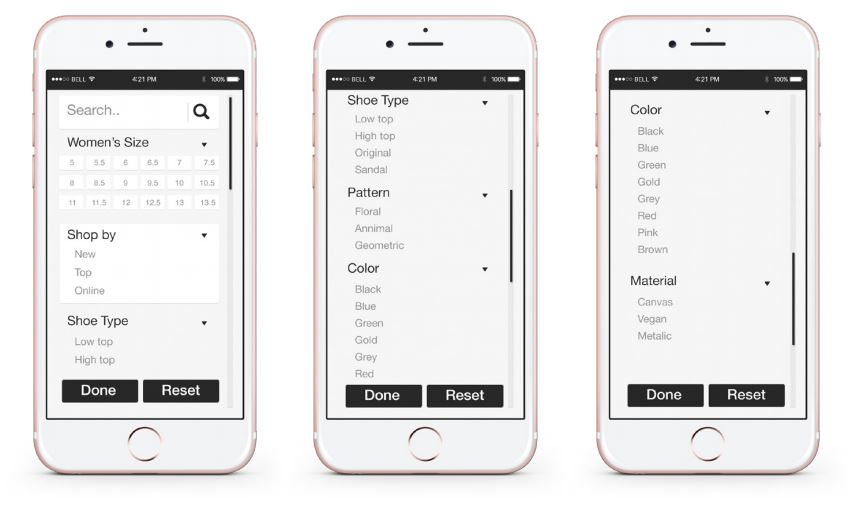 BELL 4:21 PM 100%
Search..
Women's Size
5 5.5 6 6.5 7 7.5
8 8.5 9 9.5 10 10.5
11 11.5 12 12.5 13 13.5
Shop by
New
Top
Online
Shoe Type
Low top
High top
Done Reset
BELL 4:21 PM 100%
Shoe Type
Low top
High top
Original
Sandal
Pattern
Floral
Annimal
Geometric
Color
Black
Blue
Green
Gold
Grey
Red
Done Reset
BELL 4:21 PM 100%
Color
Black
Blue
Green
Gold
Grey
Red
Pink
Brown
Material
Canvas
Vegan
Metalic
Done Reset